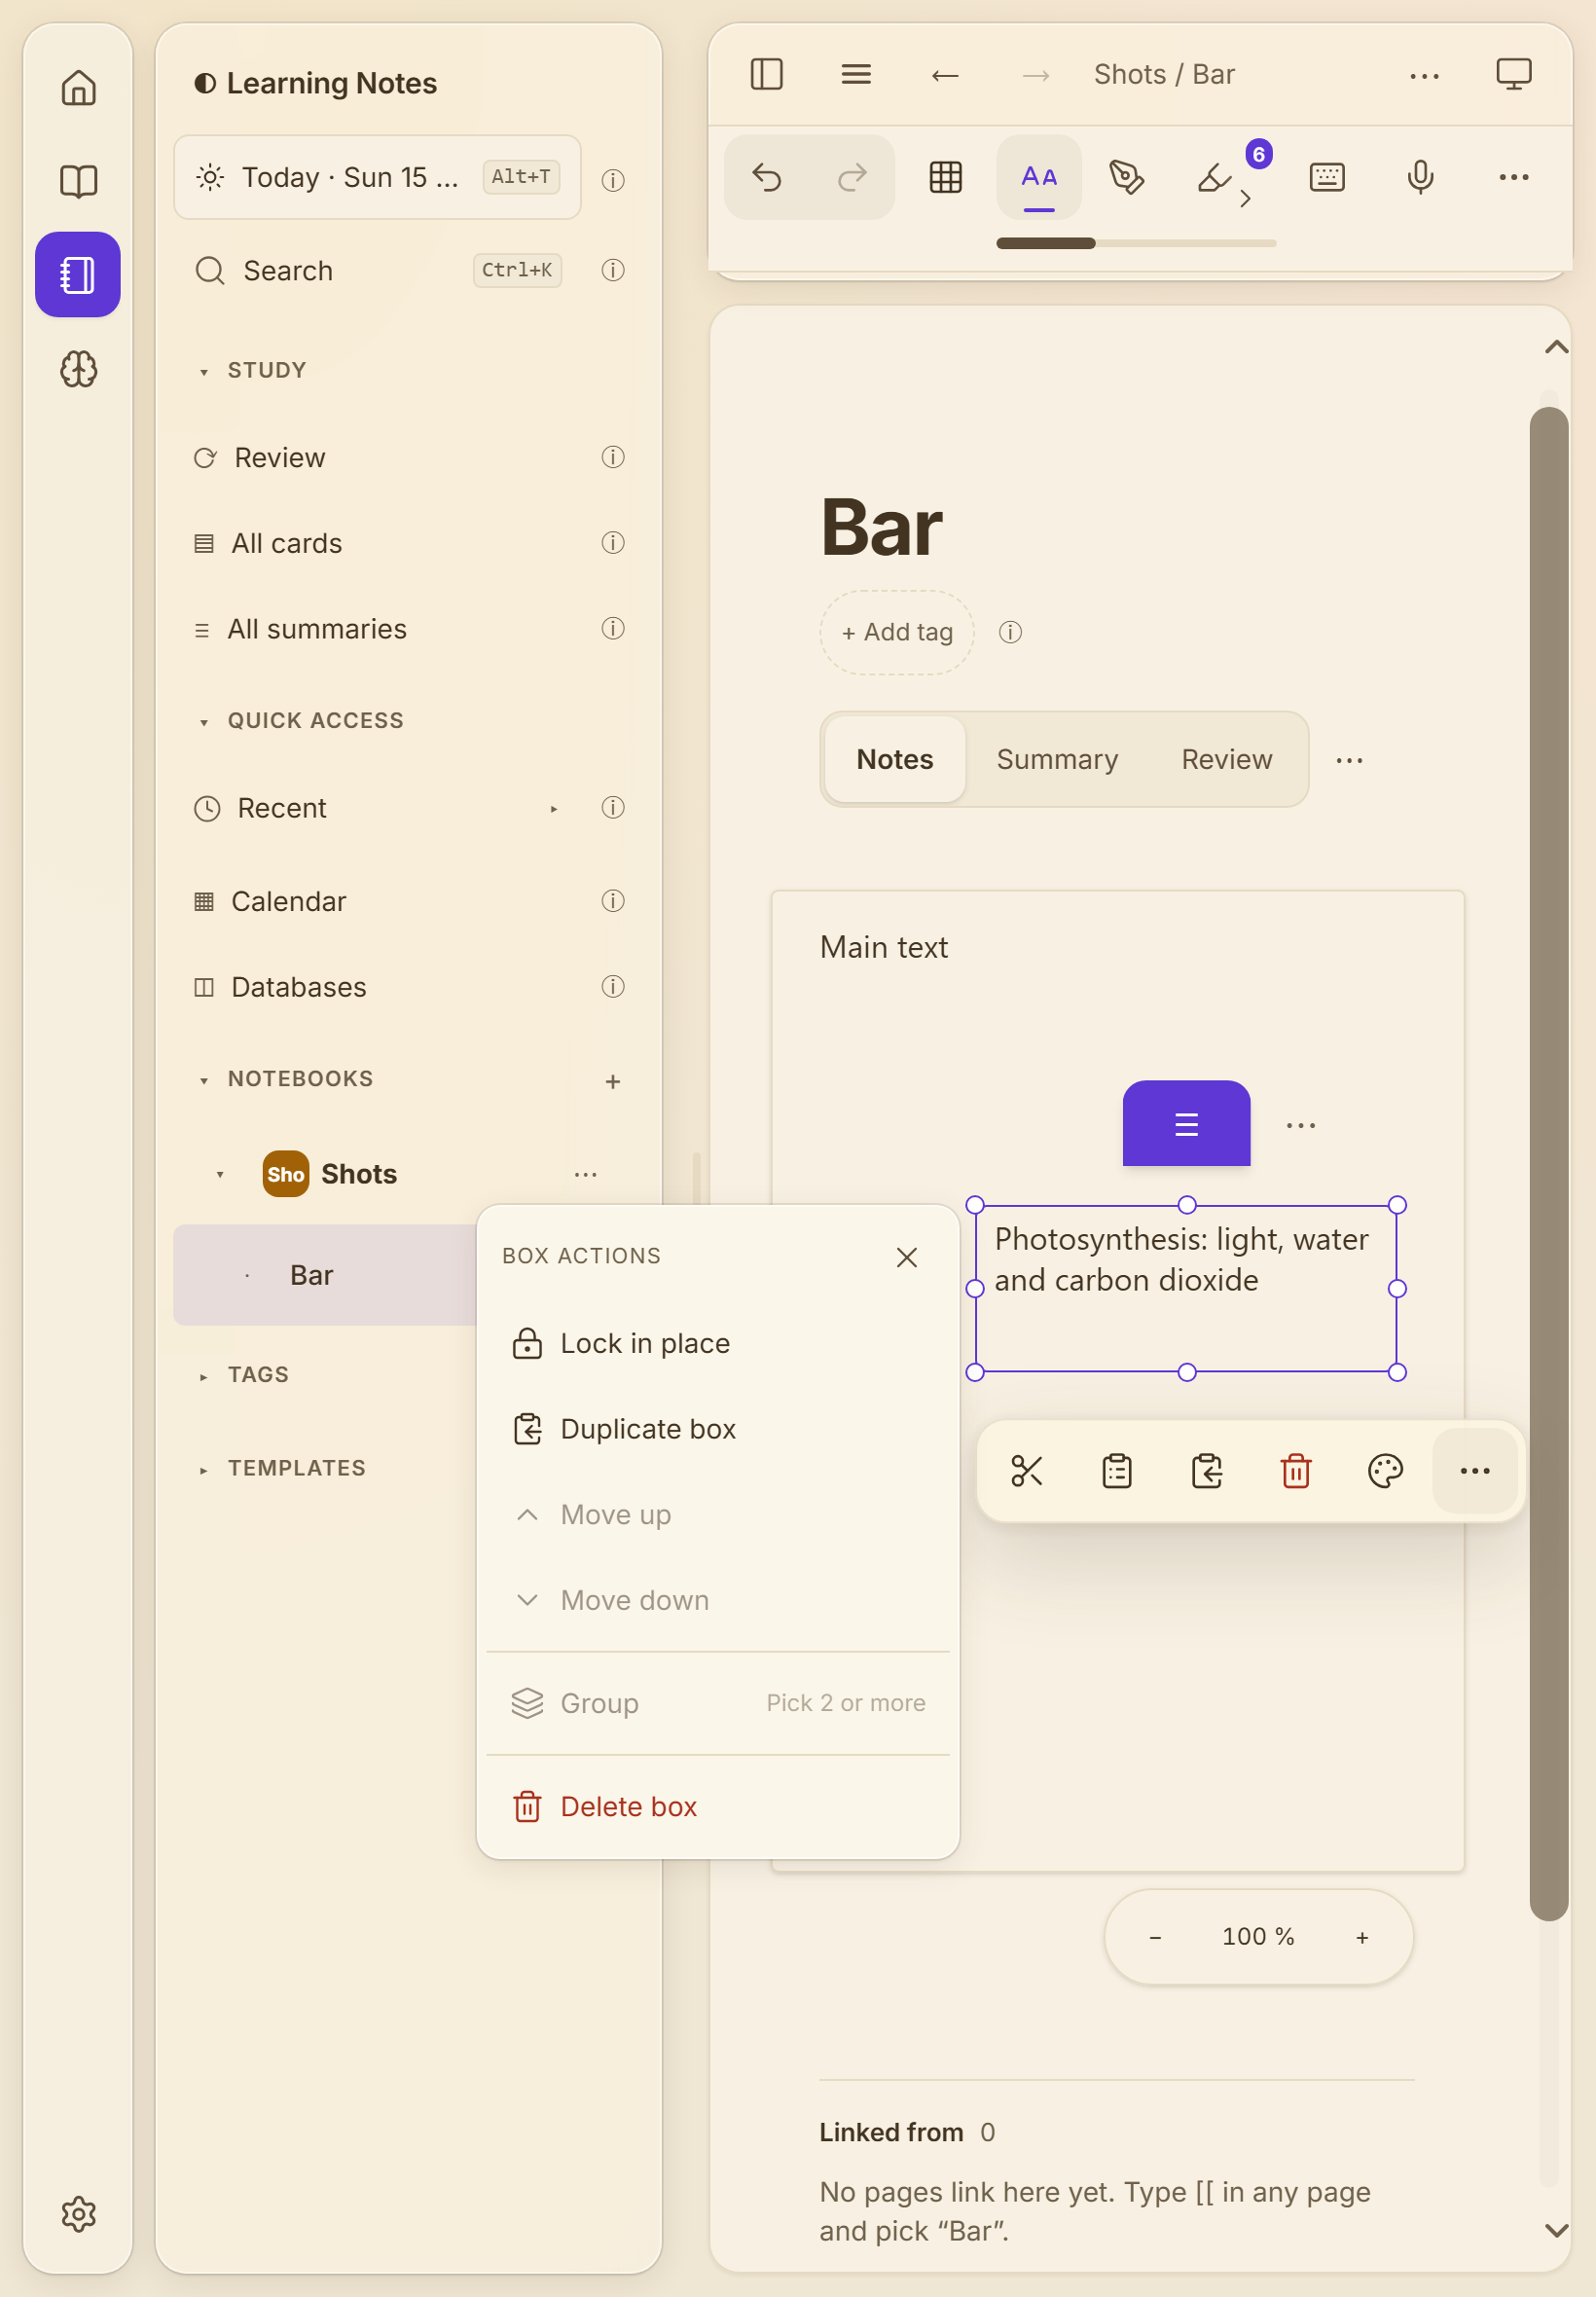 Learning Notes
Today · Sun 15 ... Alt+T
Search Ctrl+K
STUDY
Review
All cards
All summaries
QUICK ACCESS
Recent
Calendar
Databases
NOTEBOOKS +
Sho Shots
Bar
TAGS
TEMPLATES
Shots / Bar
6
Bar
+ Add tag
Notes Summary Review
Main text
Photosynthesis: light, water
and carbon dioxide
BOX ACTIONS
Lock in place
Duplicate box
Move up
Move down
Group Pick 2 or more
Delete box
− 100 % +
Linked from 0
No pages link here yet. Type [[ in any page
and pick “Bar”.